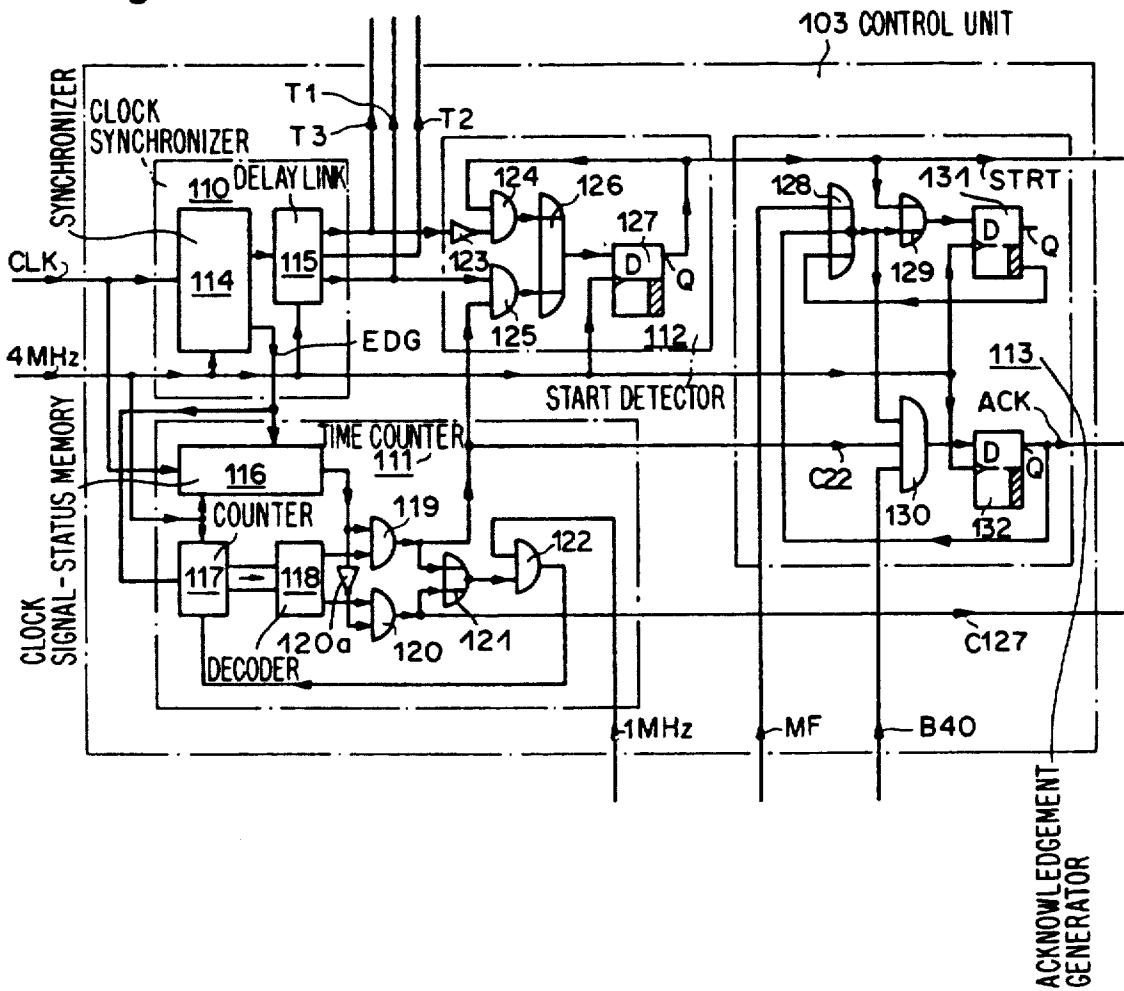 103 CONTROL UNIT
SYNCHRONIZER
CLOCK
SYNCHRONIZER
T1
T3
T2
110
DELAY LINK
114
115
CLK
EDG
4MHz
123
124
125
126
127
D
Q
112
START DETECTOR
128
129
131
STRT
D
Q
113
ACK
C22
130
D
Q
132
CLOCK
SIGNAL-STATUS MEMORY
TIME COUNTER
111
116
COUNTER
117
118
119
120a
120
121
122
DECODER
C127
1MHz
MF
B40
ACKNOWLEDGEMENT
GENERATOR